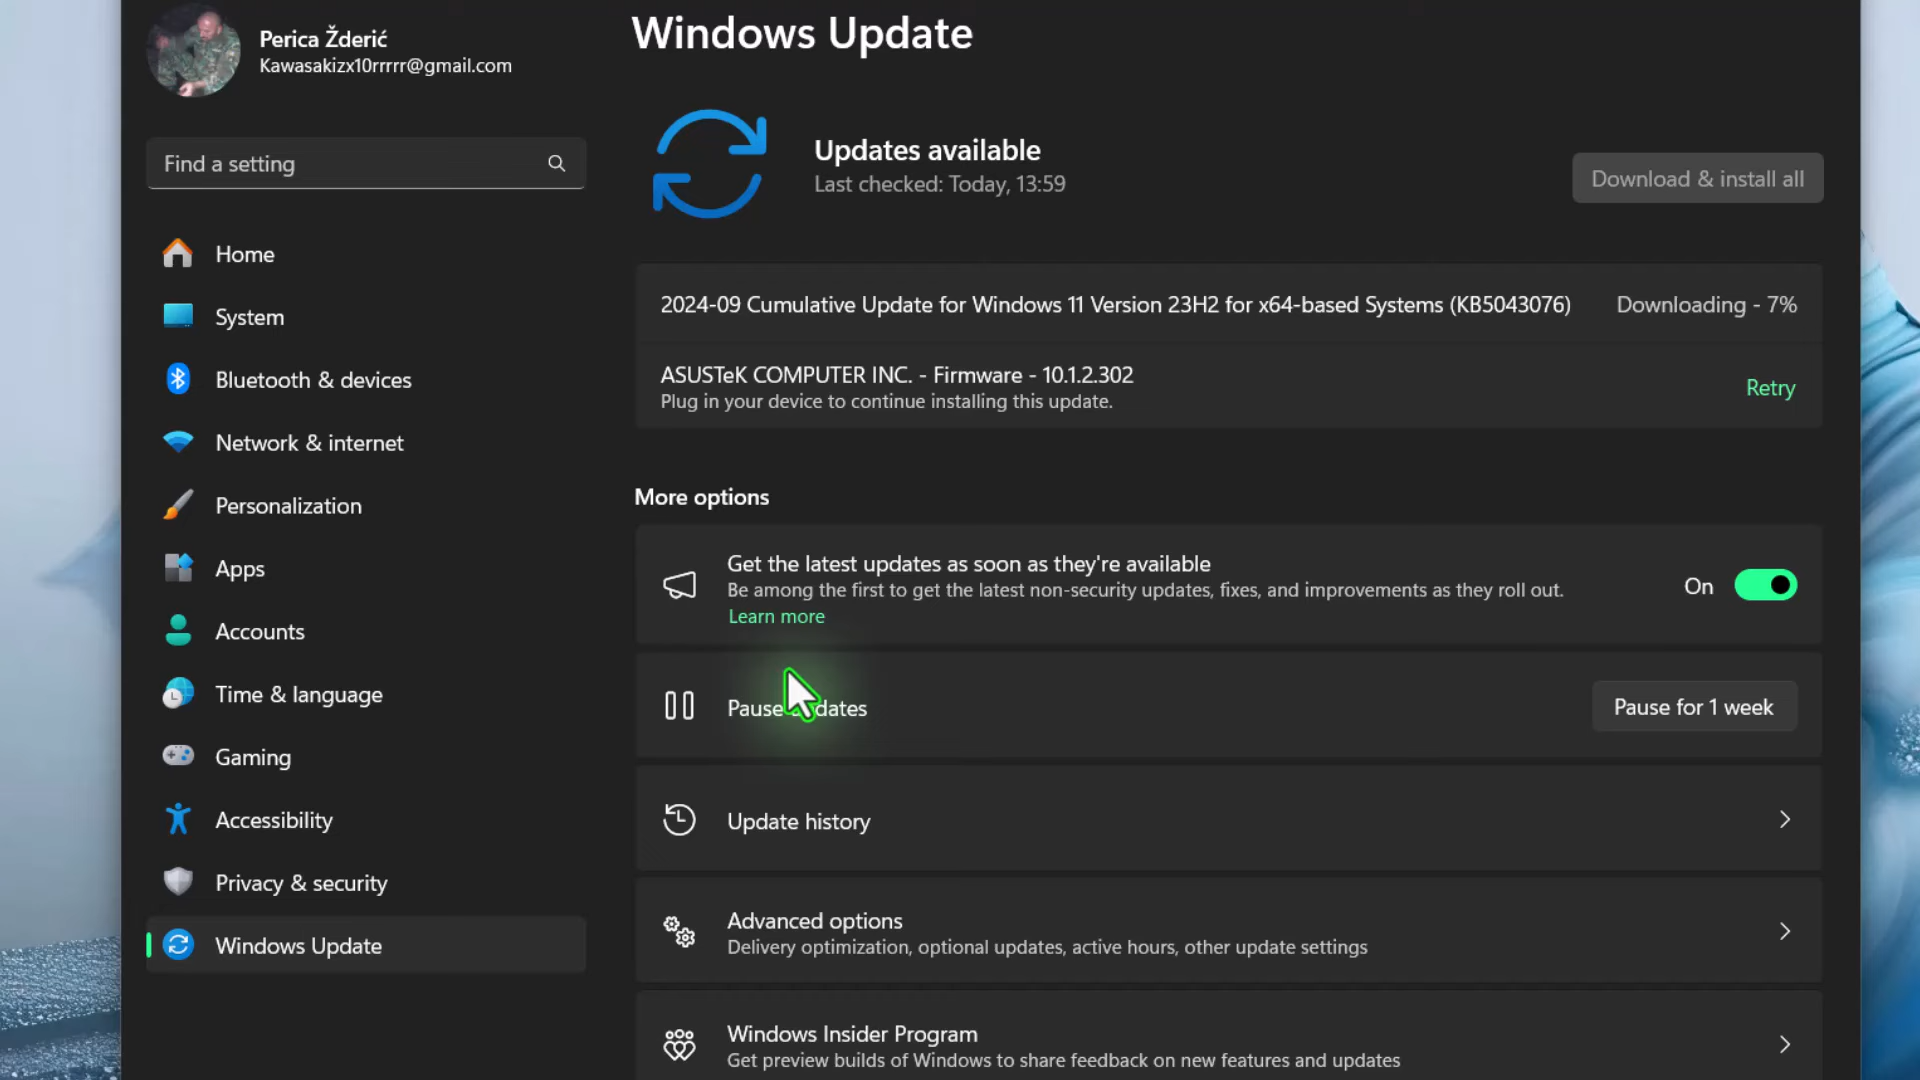 Perica Žderić
Kawasakizx10rrrrr@gmail.com
Find a setting
Home
System
Bluetooth & devices
Network & internet
Personalization
Apps
Accounts
Time & language
Gaming
Accessibility
Privacy & security
Windows Update
Windows Update
Updates available
Last checked: Today, 13:59
Download & install all
2024-09 Cumulative Update for Windows 11 Version 23H2 for x64-based Systems (KB5043076)
Downloading - 7%
ASUSTeK COMPUTER INC. - Firmware - 10.1.2.302
Plug in your device to continue installing this update.
Retry
More options
Get the latest updates as soon as they're available
Be among the first to get the latest non-security updates, fixes, and improvements as they roll out.
Learn more
On
Pause updates
Pause for 1 week
Update history
Advanced options
Delivery optimization, optional updates, active hours, other update settings
Windows Insider Program
Get preview builds of Windows to share feedback on new features and updates